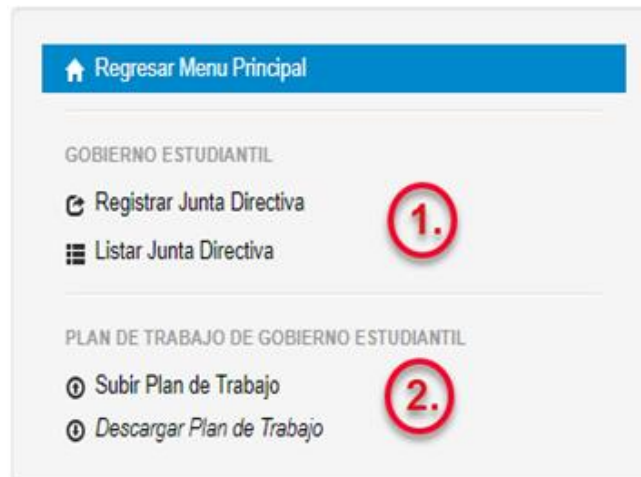 Regresar Menu Principal
GOBIERNO ESTUDIANTIL
Registrar Junta Directiva
1.
Listar Junta Directiva
PLAN DE TRABAJO DE GOBIERNO ESTUDIANTIL
Subir Plan de Trabajo
2.
Descargar Plan de Trabajo